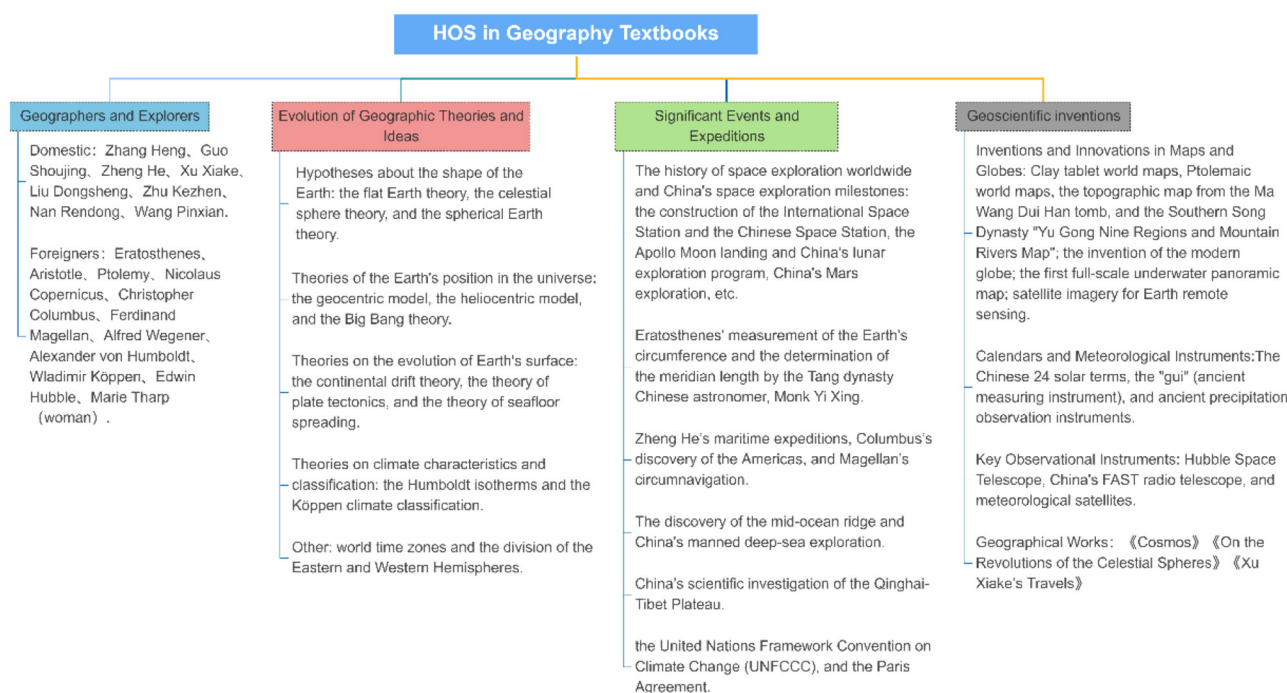 HOS in Geography Textbooks
Geographers and Explorers
Domestic：Zhang Heng、Guo
Shoujing、Zheng He、Xu Xiake、
Liu Dongsheng、Zhu Kezhen、
Nan Rendong、Wang Pinxian.
Foreigners：Eratosthenes、
Aristotle、Ptolemy、Nicolaus
Copernicus、Christopher
Columbus、Ferdinand
Magellan、Alfred Wegener、
Alexander von Humboldt、
Wladimir Köppen、Edwin
Hubble、Marie Tharp
（woman）.
Evolution of Geographic Theories and
Ideas
Hypotheses about the shape of the
Earth: the flat Earth theory, the celestial
sphere theory, and the spherical Earth
theory.
Theories of the Earth's position in the universe:
the geocentric model, the heliocentric model,
and the Big Bang theory.
Theories on the evolution of Earth's surface:
the continental drift theory, the theory of
plate tectonics, and the theory of seafloor
spreading.
Theories on climate characteristics and
classification: the Humboldt isotherms and the
Köppen climate classification.
Other: world time zones and the division of the
Eastern and Western Hemispheres.
Significant Events and
Expeditions
The history of space exploration worldwide
and China's space exploration milestones:
the construction of the International Space
Station and the Chinese Space Station, the
Apollo Moon landing and China's lunar
exploration program, China's Mars
exploration, etc.
Eratosthenes' measurement of the Earth's
circumference and the determination of
the meridian length by the Tang dynasty
Chinese astronomer, Monk Yi Xing.
Zheng He's maritime expeditions, Columbus's
discovery of the Americas, and Magellan's
circumnavigation.
The discovery of the mid-ocean ridge and
China's manned deep-sea exploration.
China's scientific investigation of the Qinghai-
Tibet Plateau.
the United Nations Framework Convention on
Climate Change (UNFCCC), and the Paris
Agreement.
Geoscientific inventions
Inventions and Innovations in Maps and
Globes: Clay tablet world maps, Ptolemaic
world maps, the topographic map from the Ma
Wang Dui Han tomb, and the Southern Song
Dynasty "Yu Gong Nine Regions and Mountain
Rivers Map"; the invention of the modern
globe; the first full-scale underwater panoramic
map; satellite imagery for Earth remote
sensing.
Calendars and Meteorological Instruments:The
Chinese 24 solar terms, the "gui" (ancient
measuring instrument), and ancient precipitation
observation instruments.
Key Observational Instruments: Hubble Space
Telescope, China's FAST radio telescope, and
meteorological satellites.
Geographical Works： 《Cosmos》《On the
Revolutions of the Celestial Spheres》《Xu
Xiake's Travels》